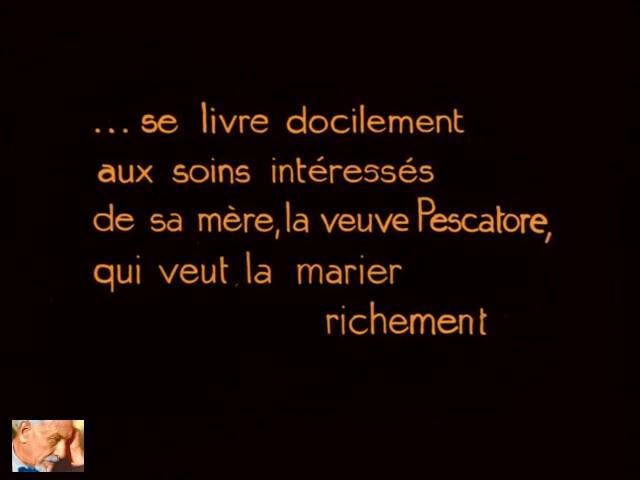 ... se livre docilement
aux soins intéressés
de sa mère, la veuve Pescatore,
qui veut la marier
richement